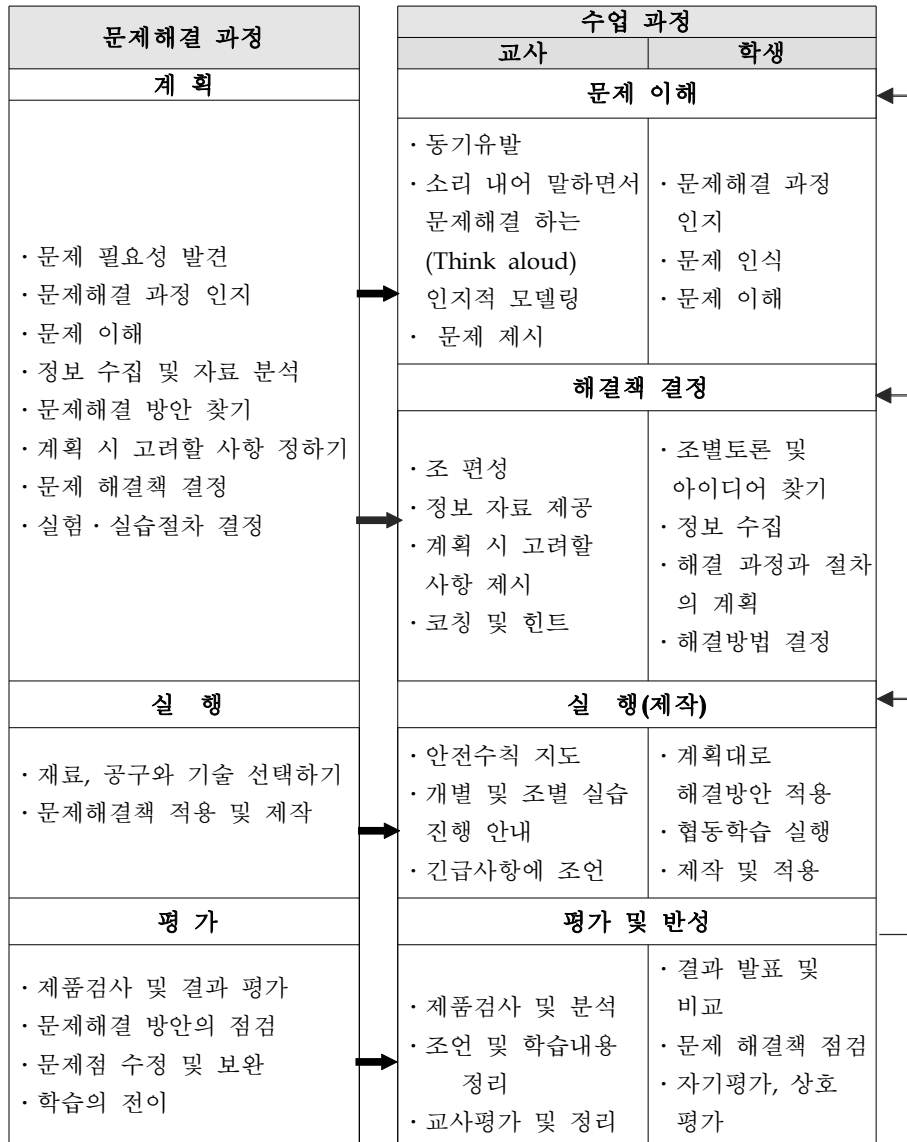 문제해결 과정
계 획
· 문제 필요성 발견
· 문제해결 과정 인지
· 문제 이해
· 정보 수집 및 자료 분석
· 문제해결 방안 찾기
· 계획 시 고려할 사항 정하기
· 문제 해결책 결정
· 실험 · 실습절차 결정
실 행
· 재료, 공구와 기술 선택하기
· 문제해결책 적용 및 제작
평 가
· 제품검사 및 결과 평가
· 문제해결 방안의 점검
· 문제점 수정 및 보완
· 학습의 전이
수업 과정
교사
학생
문제 이해
· 동기유발
· 소리 내어 말하면서
문제해결 하는
(Think aloud)
인지적 모델링
· 문제 제시
· 문제해결 과정
인지
· 문제 인식
· 문제 이해
해결책 결정
· 조 편성
· 정보 자료 제공
· 계획 시 고려할
사항 제시
· 코칭 및 힌트
· 조별토론 및
아이디어 찾기
· 정보 수집
· 해결 과정과 절차
의 계획
· 해결방법 결정
실 행(제작)
· 안전수칙 지도
· 개별 및 조별 실습
진행 안내
· 긴급사항에 조언
· 계획대로
해결방안 적용
· 협동학습 실행
· 제작 및 적용
평가 및 반성
· 제품검사 및 분석
· 조언 및 학습내용
정리
· 교사평가 및 정리
· 결과 발표 및
비교
· 문제 해결책 점검
· 자기평가, 상호
평가